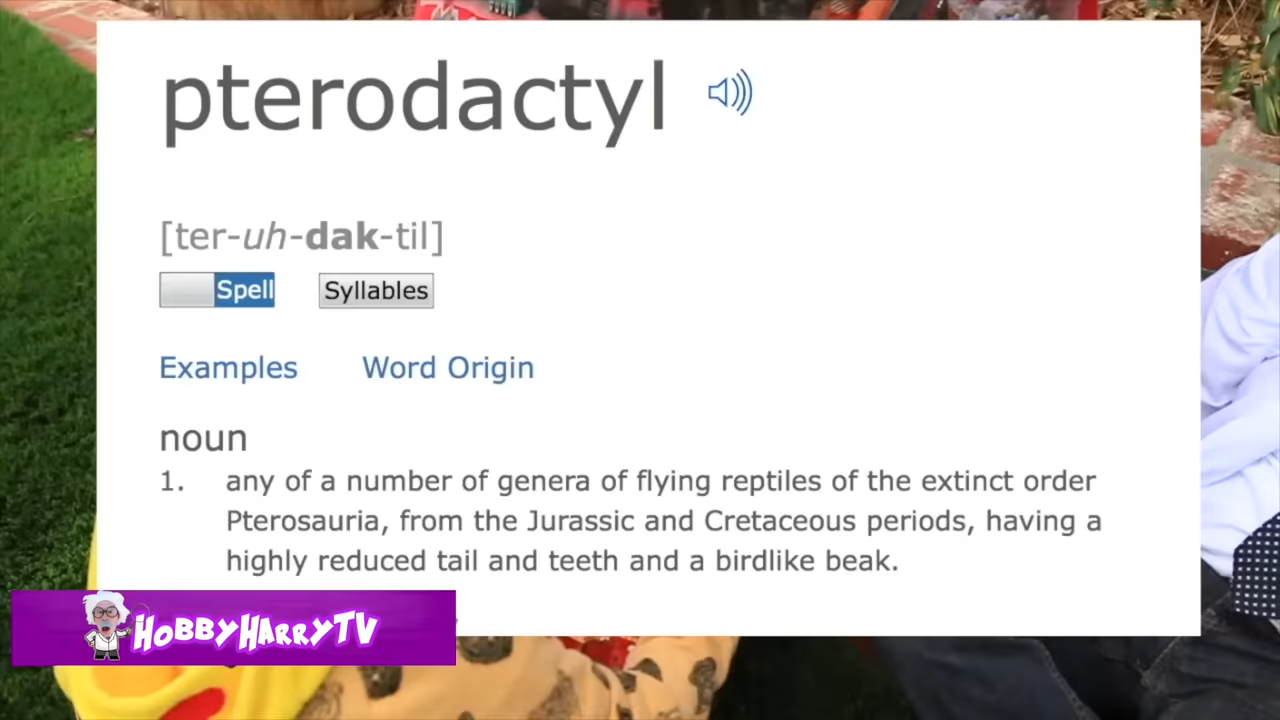 pterodactyl
[ter-uh-dak-til]
Spell
Syllables
Examples
Word Origin
noun
1. any of a number of genera of flying reptiles of the extinct order
Pterosauria, from the Jurassic and Cretaceous periods, having a
highly reduced tail and teeth and a birdlike beak.
HOBBYHARRYTV